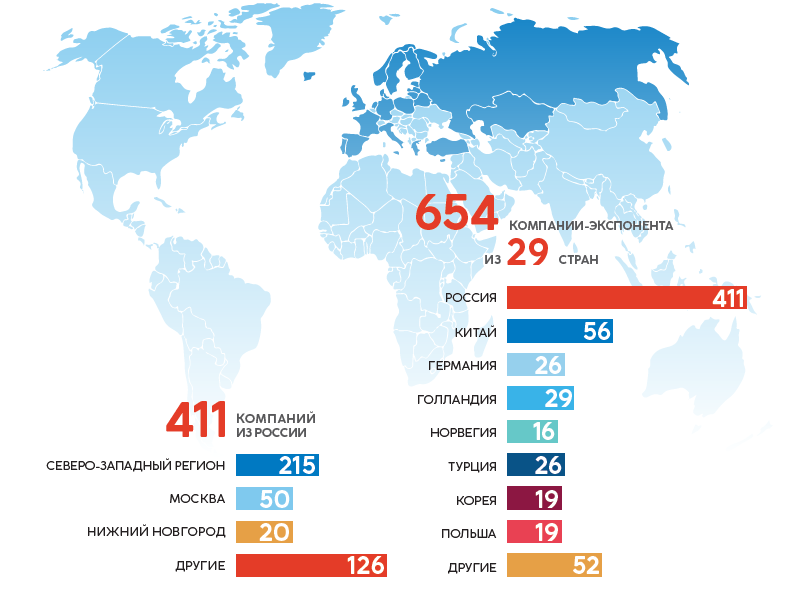 654 КОМПАНИИ-ЭКСПОНЕНТА
ИЗ 29 СТРАН
РОССИЯ 411
КИТАЙ 56
ГЕРМАНИЯ 26
ГОЛЛАНДИЯ 29
НОРВЕГИЯ 16
ТУРЦИЯ 26
КОРЕЯ 19
ПОЛЬША 19
ДРУГИЕ 52
411 КОМПАНИЙ
ИЗ РОССИИ
СЕВЕРО-ЗАПАДНЫЙ РЕГИОН 215
МОСКВА 50
НИЖНИЙ НОВГОРОД 20
ДРУГИЕ 126